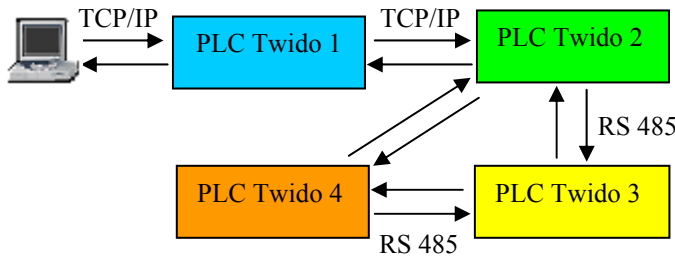 TCP/IP
TCP/IP
PLC Twido 1
PLC Twido 2
RS 485
PLC Twido 4
PLC Twido 3
RS 485